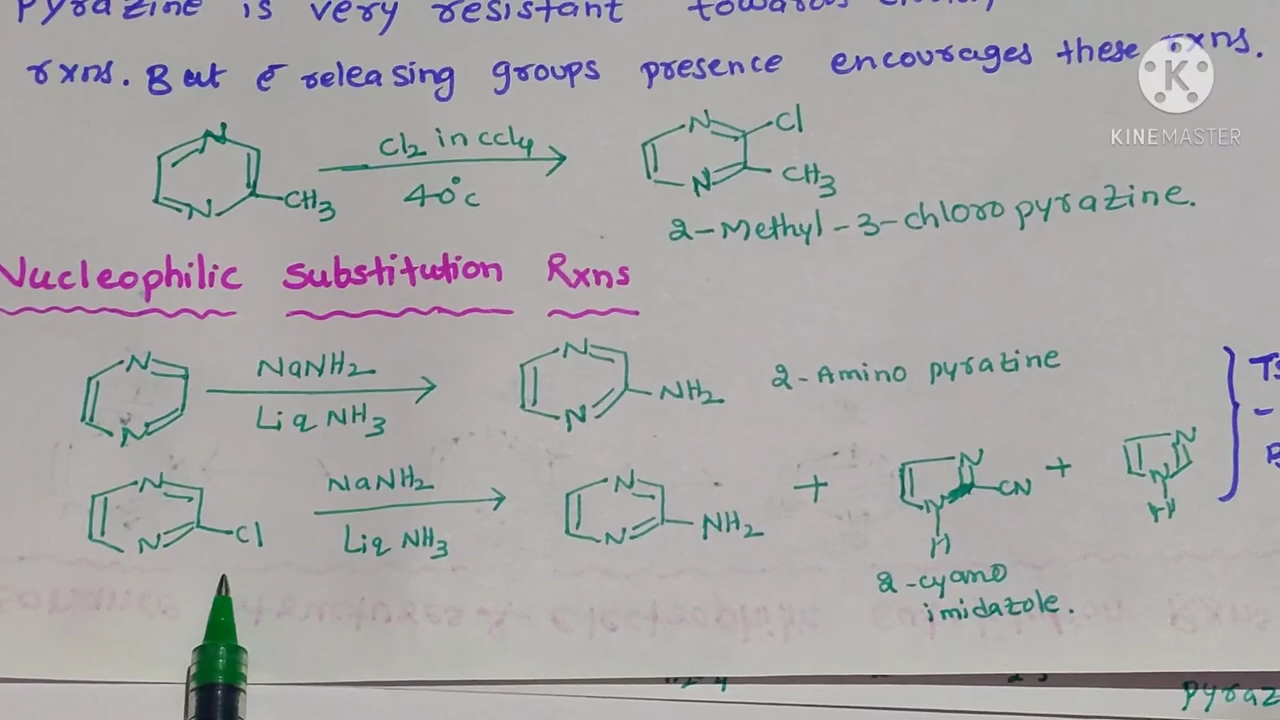 Pyrazine is very resistant towards
rxns. But ē releasing groups presence encourages these rxns.
KINEMASTER
N N CH3 Cl2 in CCl4 40°c N N Cl CH3
2-Methyl-3-chloropyrazine.
Nucleophilic Substitution Rxns
N N NaNH2 Liq NH3 N N NH2 2-Amino pyrazine
N N Cl NaNH2 Liq NH3 N N NH2 + N N H CN + N N H
2-cyano
imidazole.